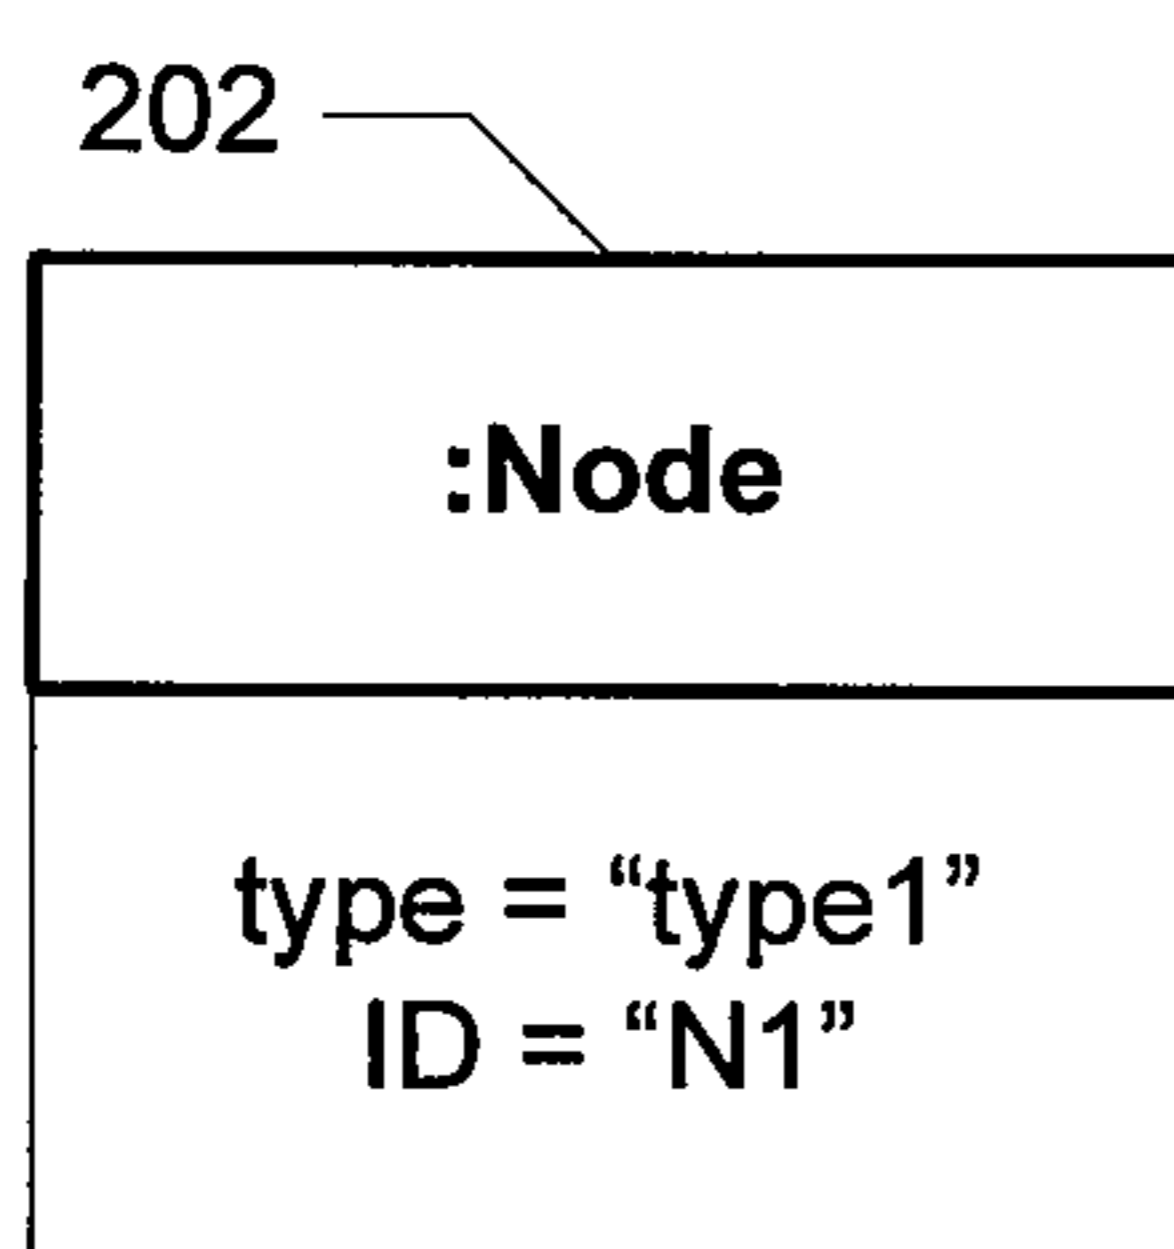 202
:Node
type = “type1”
ID = “N1”